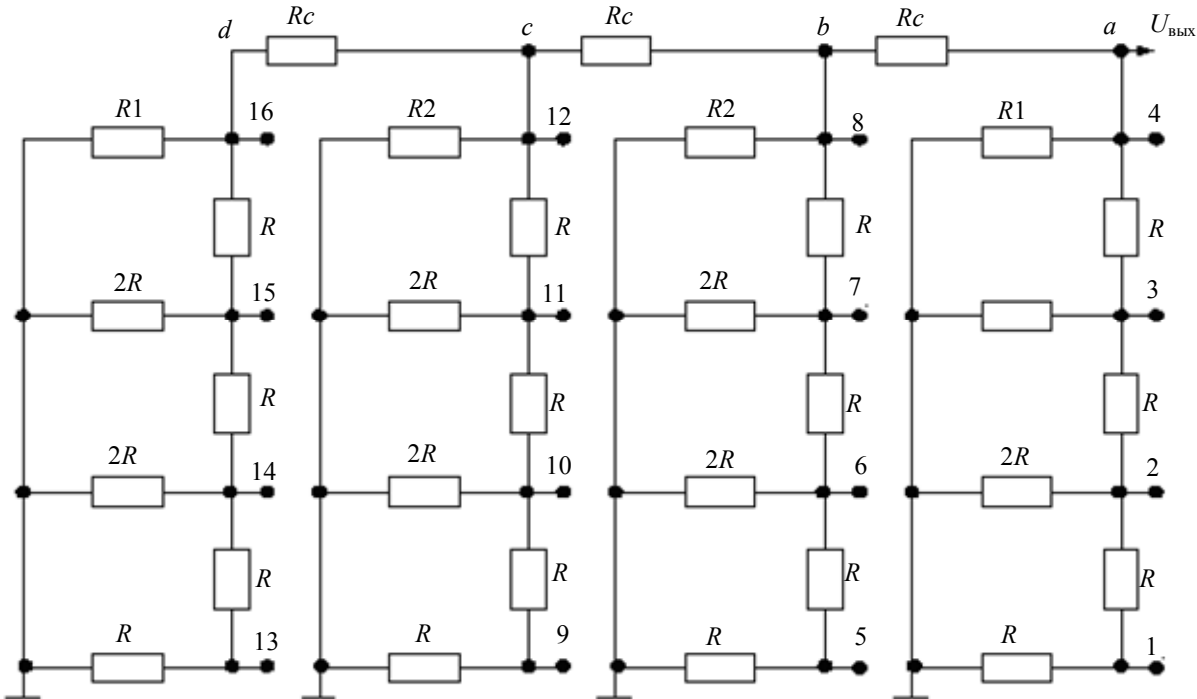 d Rc c Rc b Rc a Uвых
R1 16 R2 12 R2 8 R1 4
R R R R
2R 15 2R 11 2R 7 3
R R R R
2R 14 2R 10 2R 6 2R 2
R R R R
R 13 R 9 R 5 R 1